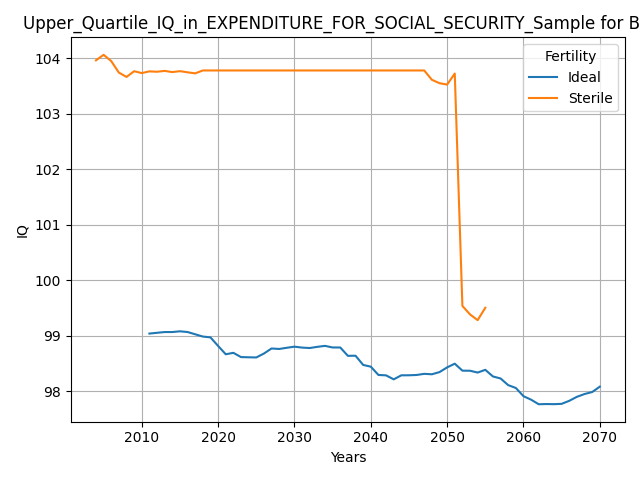 Upper_Quartile_IQ_in_EXPENDITURE_FOR_SOCIAL_SECURITY_Sample for B
104
103
102
101
100
99
98
IQ
Fertility
Ideal
Sterile
2010 2020 2030 2040 2050 2060 2070
Years